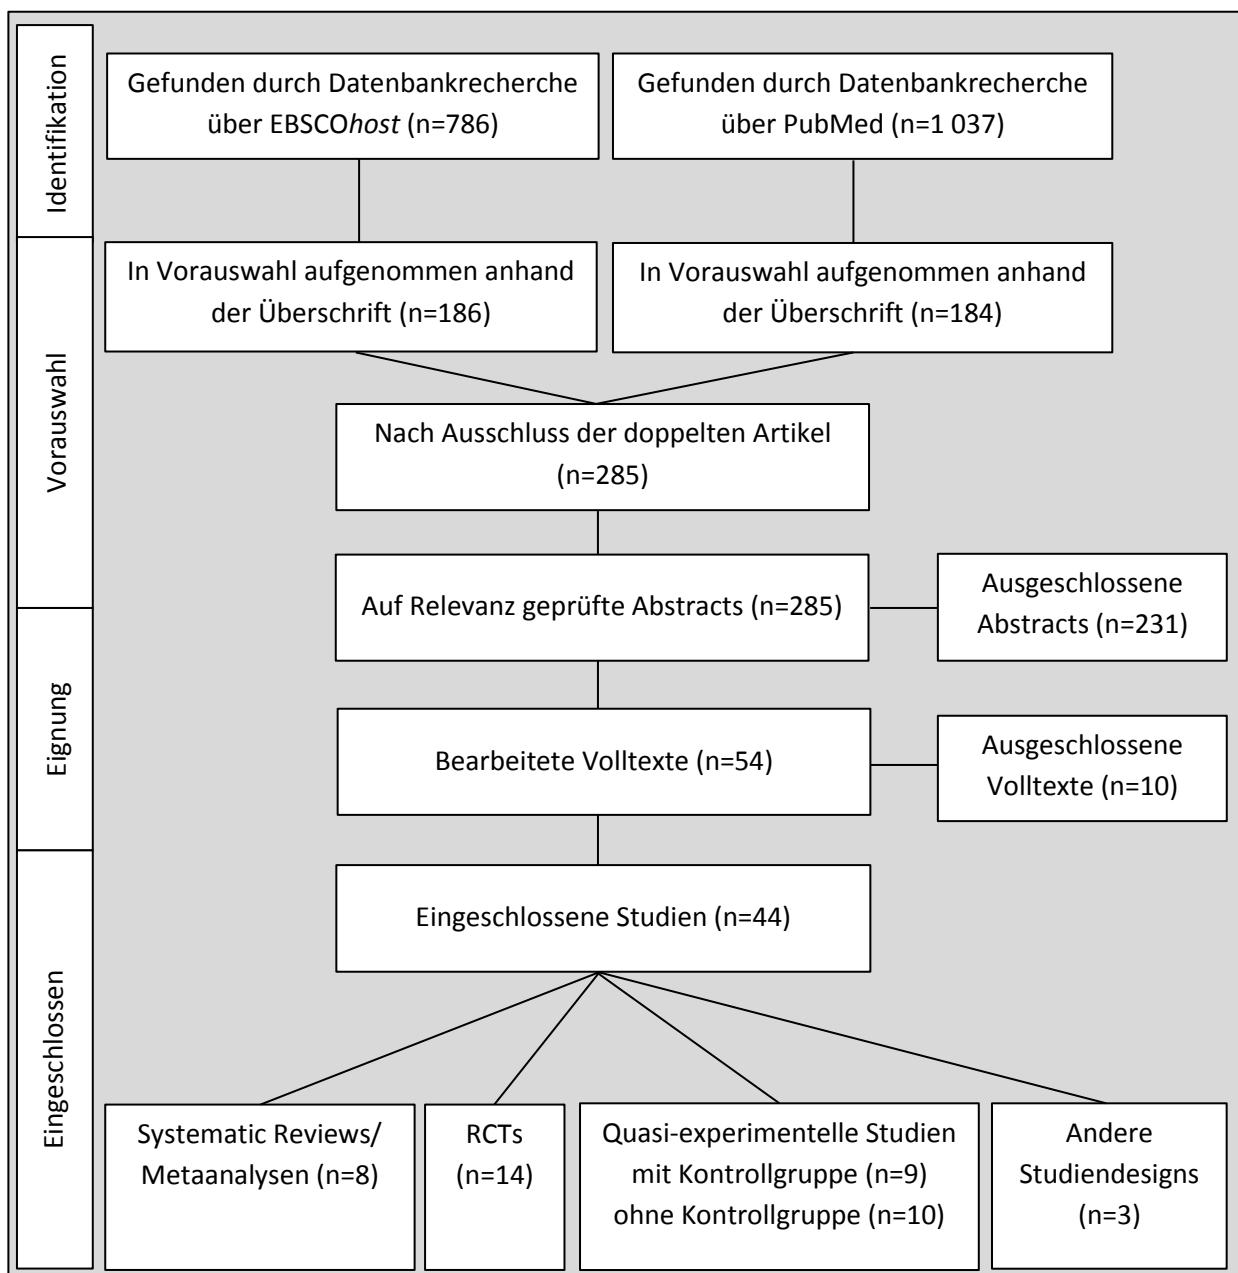 Identifikation
Gefunden durch Datenbankrecherche
über EBSCOhost (n=786)
Gefunden durch Datenbankrecherche
über PubMed (n=1 037)
Vorauswahl
In Vorauswahl aufgenommen anhand
der Überschrift (n=186)
In Vorauswahl aufgenommen anhand
der Überschrift (n=184)
Nach Ausschluss der doppelten Artikel
(n=285)
Auf Relevanz geprüfte Abstracts (n=285)
Ausgeschlossene
Abstracts (n=231)
Eignung
Bearbeitete Volltexte (n=54)
Ausgeschlossene
Volltexte (n=10)
Eingeschlossen
Eingeschlossene Studien (n=44)
Systematic Reviews/
Metaanalysen (n=8)
RCTs
(n=14)
Quasi-experimentelle Studien
mit Kontrollgruppe (n=9)
ohne Kontrollgruppe (n=10)
Andere
Studiendesigns
(n=3)